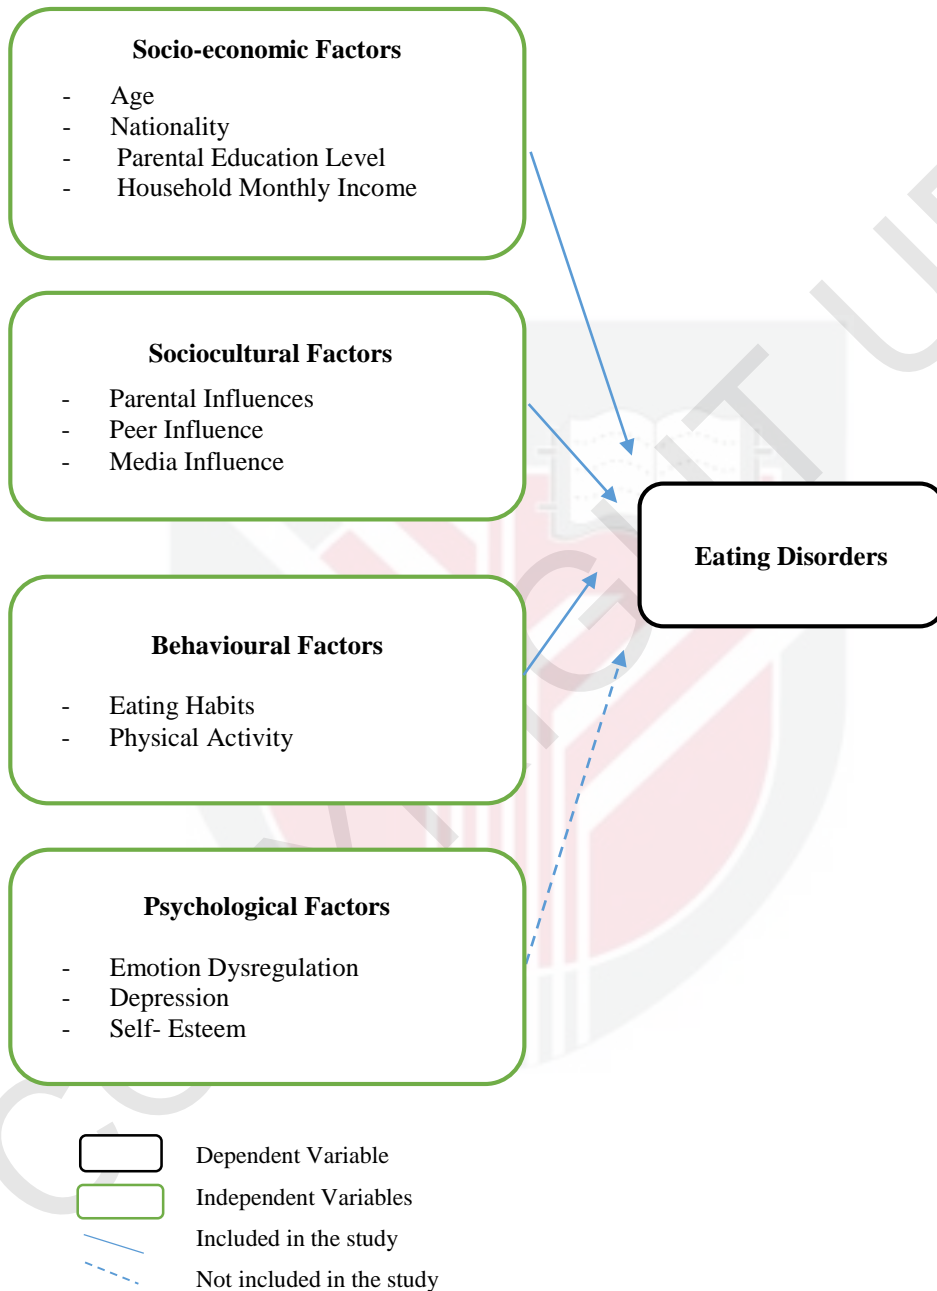 Socio-economic Factors
- Age
- Nationality
- Parental Education Level
- Household Monthly Income
Sociocultural Factors
- Parental Influences
- Peer Influence
- Media Influence
Eating Disorders
Behavioural Factors
- Eating Habits
- Physical Activity
Psychological Factors
- Emotion Dysregulation
- Depression
- Self- Esteem
Dependent Variable
Independent Variables
Included in the study
Not included in the study